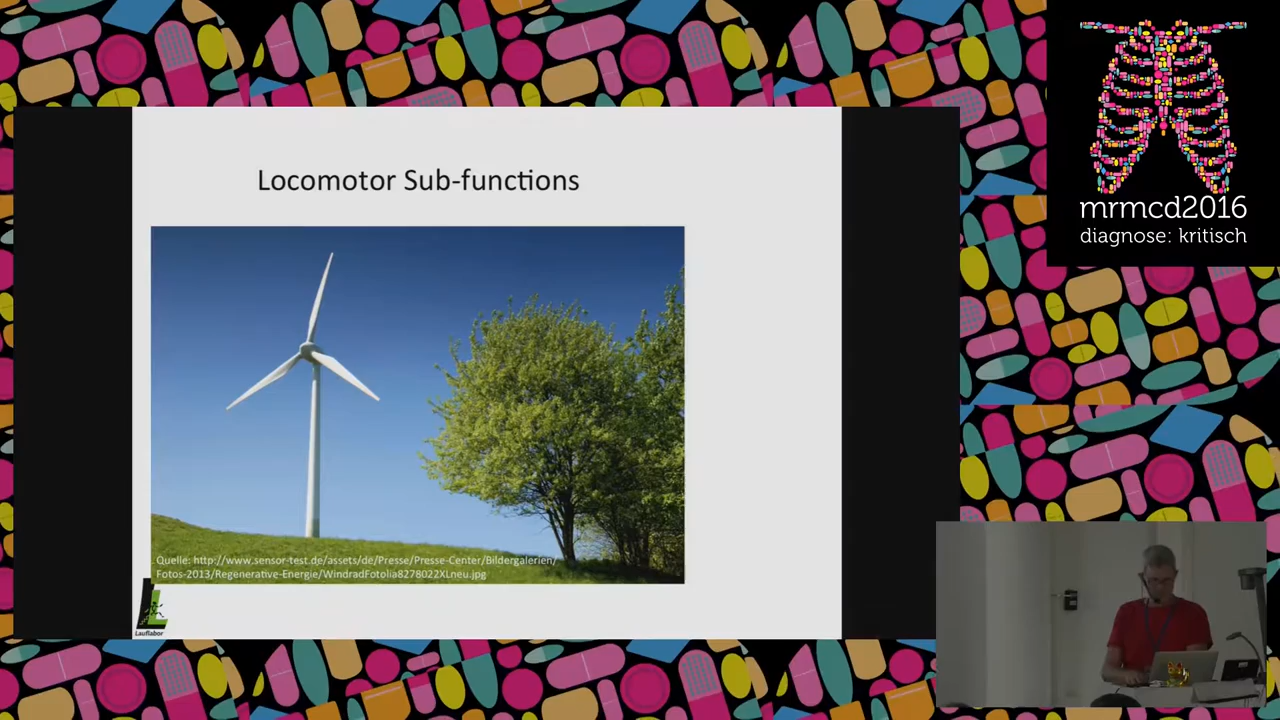 Locomotor Sub-functions
Quelle: http://www.sensor-test.de/assets/de/Presse/Presse-Center/Bildergalerien/
Fotos-2013/Regenerative-Energie/WindradFotolia8278022XLneu.jpg
Lauflabor
mrmcd2016
diagnose: kritisch